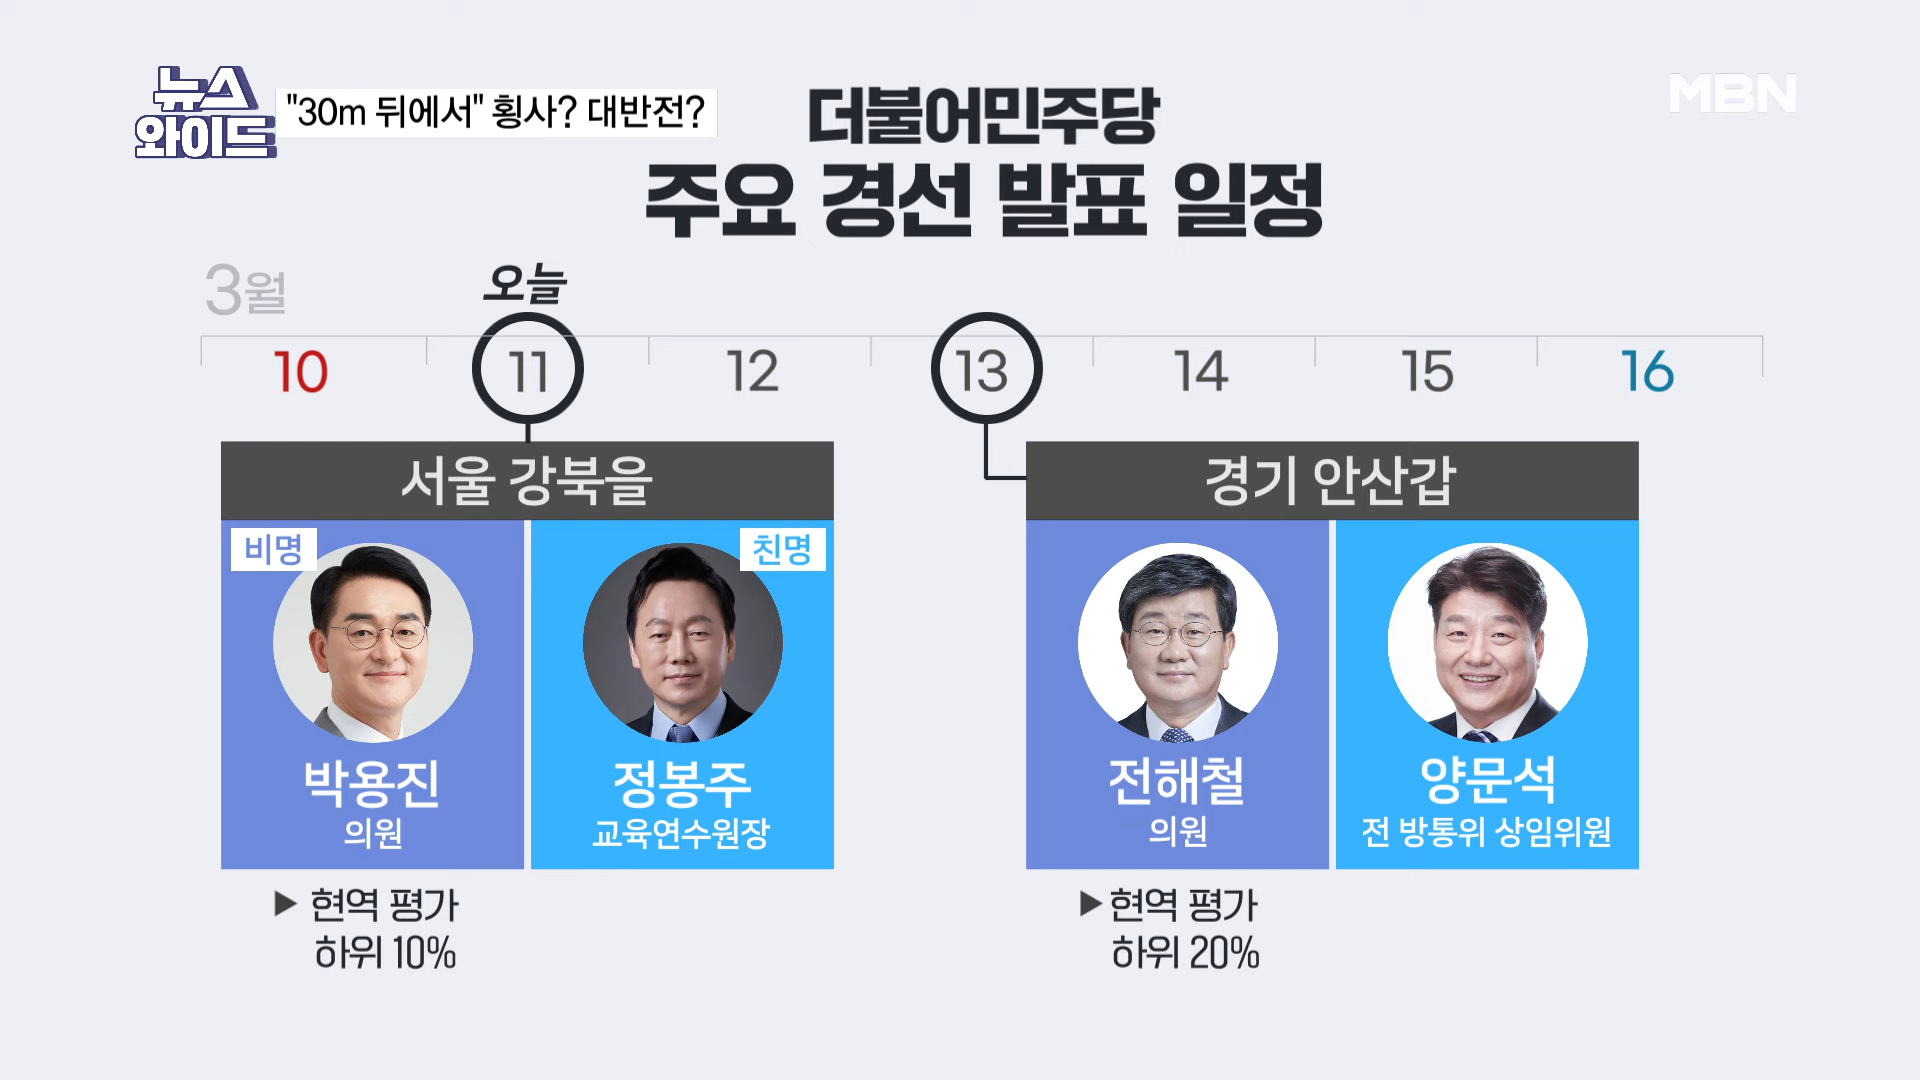 뉴스
와이드
"30m 뒤에서" 횡사? 대반전?
MBN
더불어민주당
주요 경선 발표 일정
3월
오늘
10 11 12 13 14 15 16
서울 강북을
비명
친명
박용진
의원
정봉주
교육연수원장
▶ 현역 평가
하위 10%
경기 안산갑
전해철
의원
양문석
전 방통위 상임위원
▶ 현역 평가
하위 20%